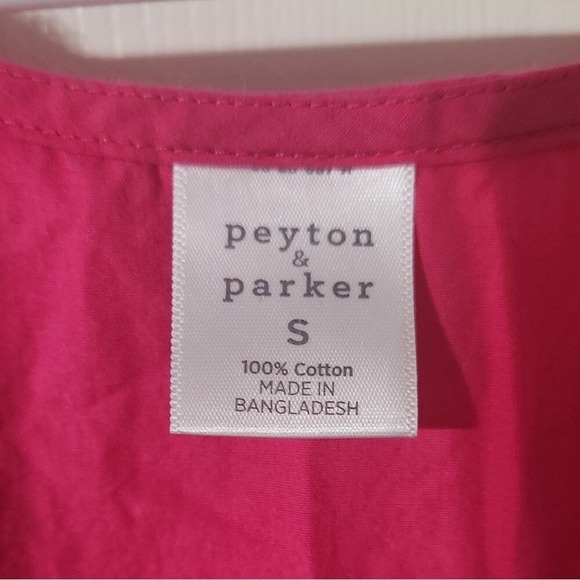 peyton
&
parker
S
100% Cotton
MADE IN
BANGLADESH